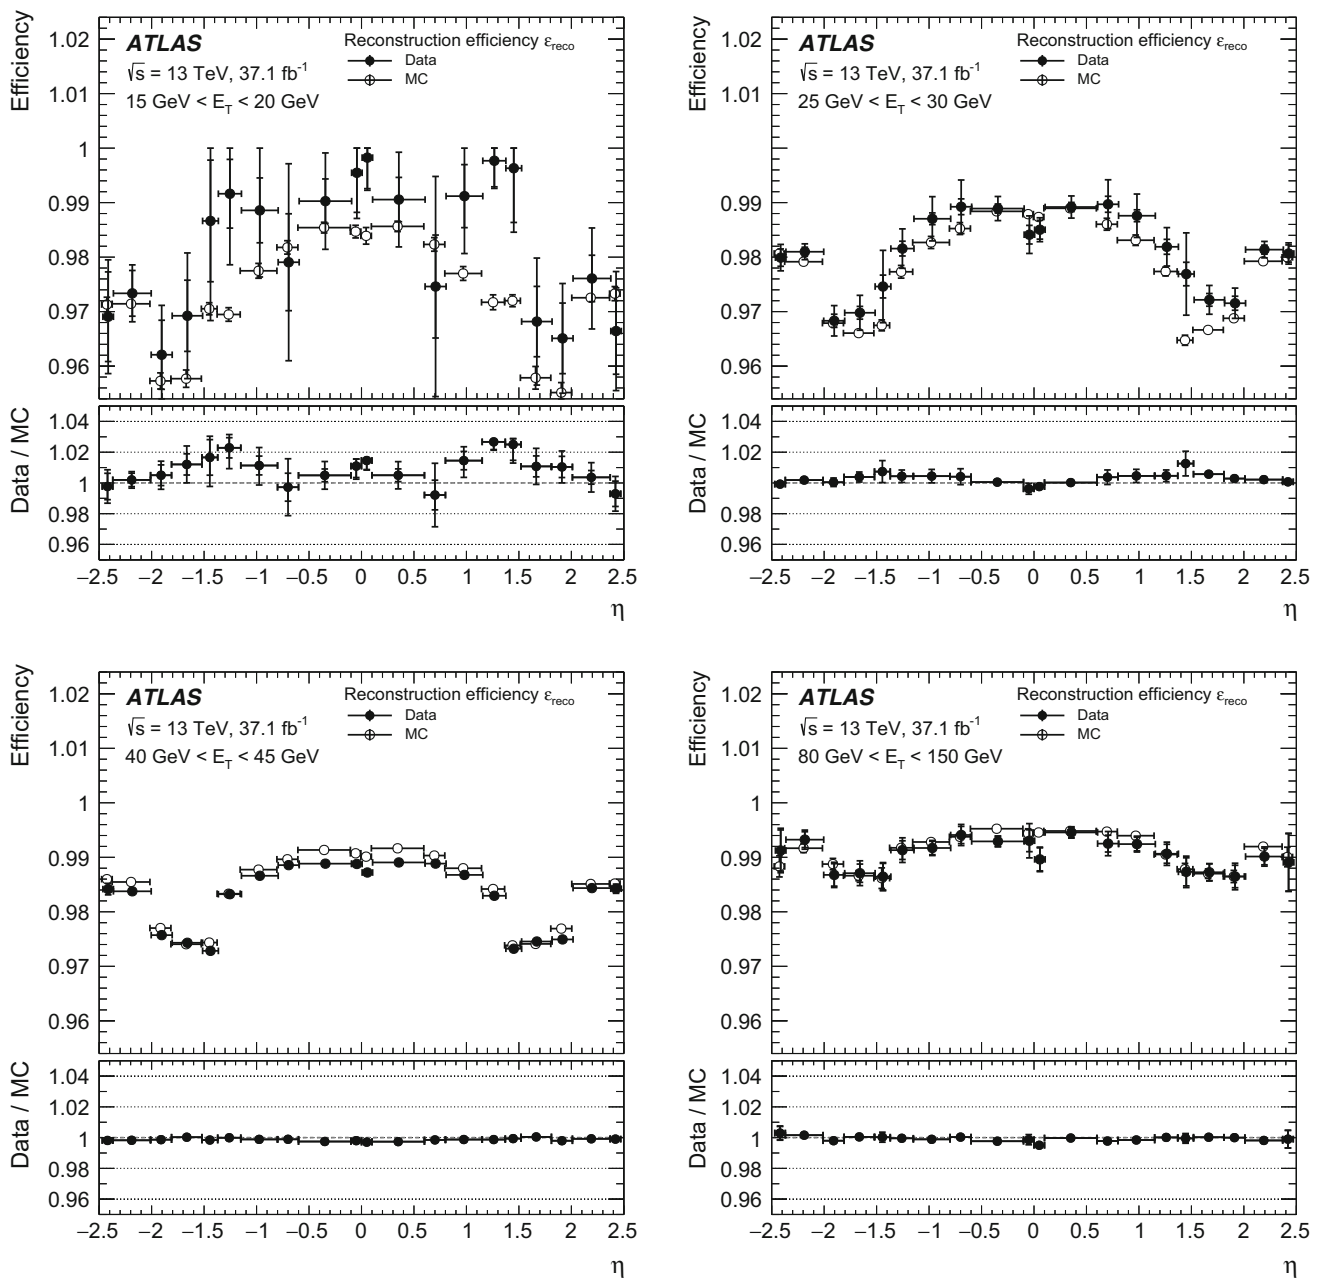 Efficiency
1.02
1.01
1
0.99
0.98
0.97
0.96
ATLAS
√s = 13 TeV, 37.1 fb⁻¹
15 GeV < E_T < 20 GeV
Reconstruction efficiency ε_reco
Data
MC
Data / MC
1.04
1.02
1
0.98
0.96
−2.5 −2 −1.5 −1 −0.5 0 0.5 1 1.5 2 2.5
η
Efficiency
1.02
1.01
1
0.99
0.98
0.97
0.96
ATLAS
√s = 13 TeV, 37.1 fb⁻¹
25 GeV < E_T < 30 GeV
Reconstruction efficiency ε_reco
Data
MC
Data / MC
1.04
1.02
1
0.98
0.96
−2.5 −2 −1.5 −1 −0.5 0 0.5 1 1.5 2 2.5
η
Efficiency
1.02
1.01
1
0.99
0.98
0.97
0.96
ATLAS
√s = 13 TeV, 37.1 fb⁻¹
40 GeV < E_T < 45 GeV
Reconstruction efficiency ε_reco
Data
MC
Data / MC
1.04
1.02
1
0.98
0.96
−2.5 −2 −1.5 −1 −0.5 0 0.5 1 1.5 2 2.5
η
Efficiency
1.02
1.01
1
0.99
0.98
0.97
0.96
ATLAS
√s = 13 TeV, 37.1 fb⁻¹
80 GeV < E_T < 150 GeV
Reconstruction efficiency ε_reco
Data
MC
Data / MC
1.04
1.02
1
0.98
0.96
−2.5 −2 −1.5 −1 −0.5 0 0.5 1 1.5 2 2.5
η